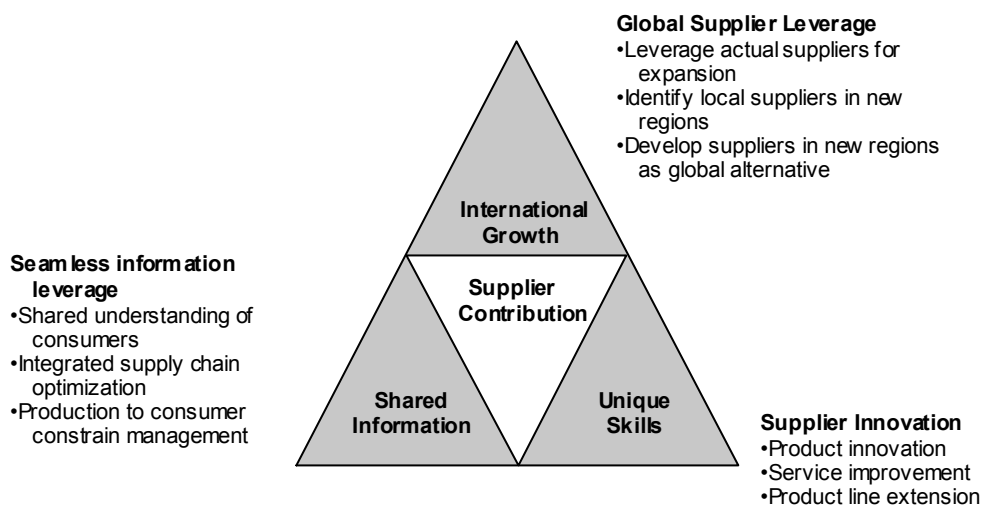 Global Supplier Leverage
•Leverage actual suppliers for
expansion
•Identify local suppliers in new
regions
•Develop suppliers in new regions
as global alternative
International
Growth
Seamless information
leverage
•Shared understanding of
consumers
•Integrated supply chain
optimization
•Production to consumer
constrain management
Supplier
Contribution
Shared
Information
Unique
Skills
Supplier Innovation
•Product innovation
•Service improvement
•Product line extension